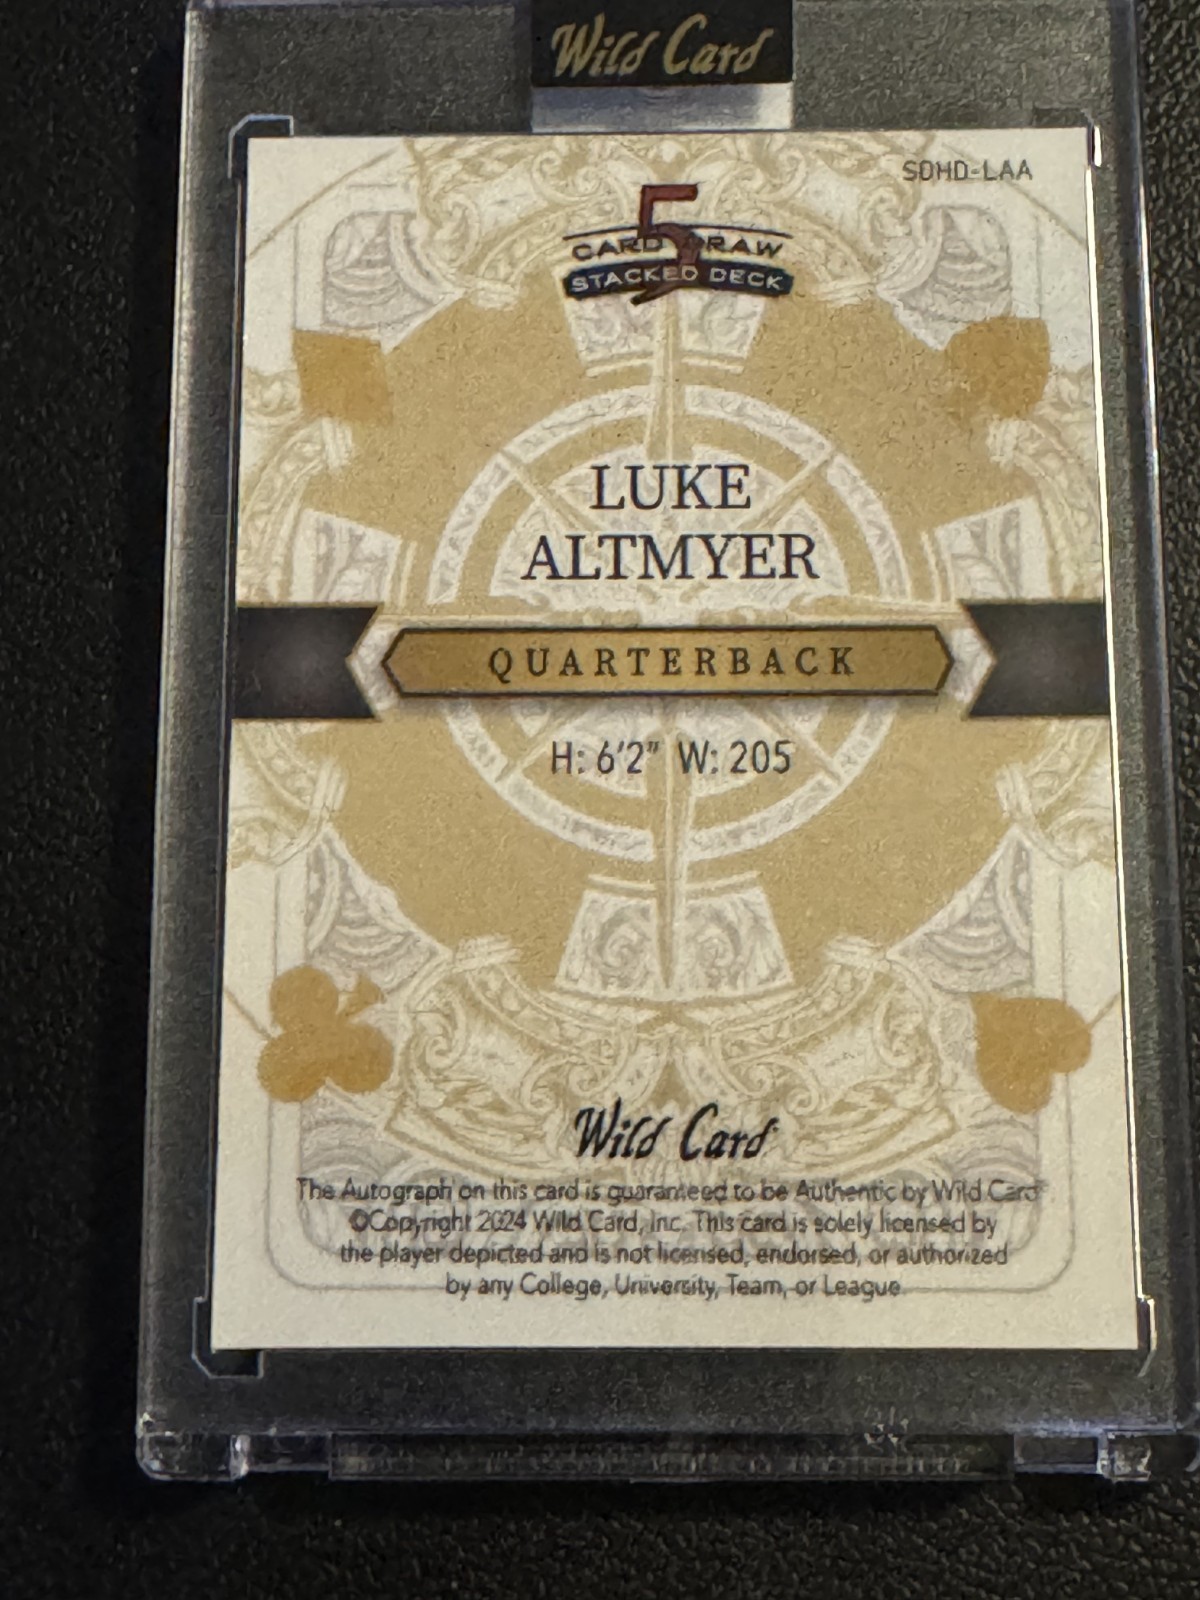 Wild Card
SDHD-LAA
5
CARD DRAW
STACKED DECK
LUKE
ALTMYER
QUARTERBACK
H: 6'2" W: 205
Wild Card
The Autograph on this card is guaranteed to be Authentic by Wild Card
©Copyright 2024 Wild Card, Inc. This card is solely licensed by
the player depicted and is not licensed, endorsed, or authorized
by any College, University, Team, or League